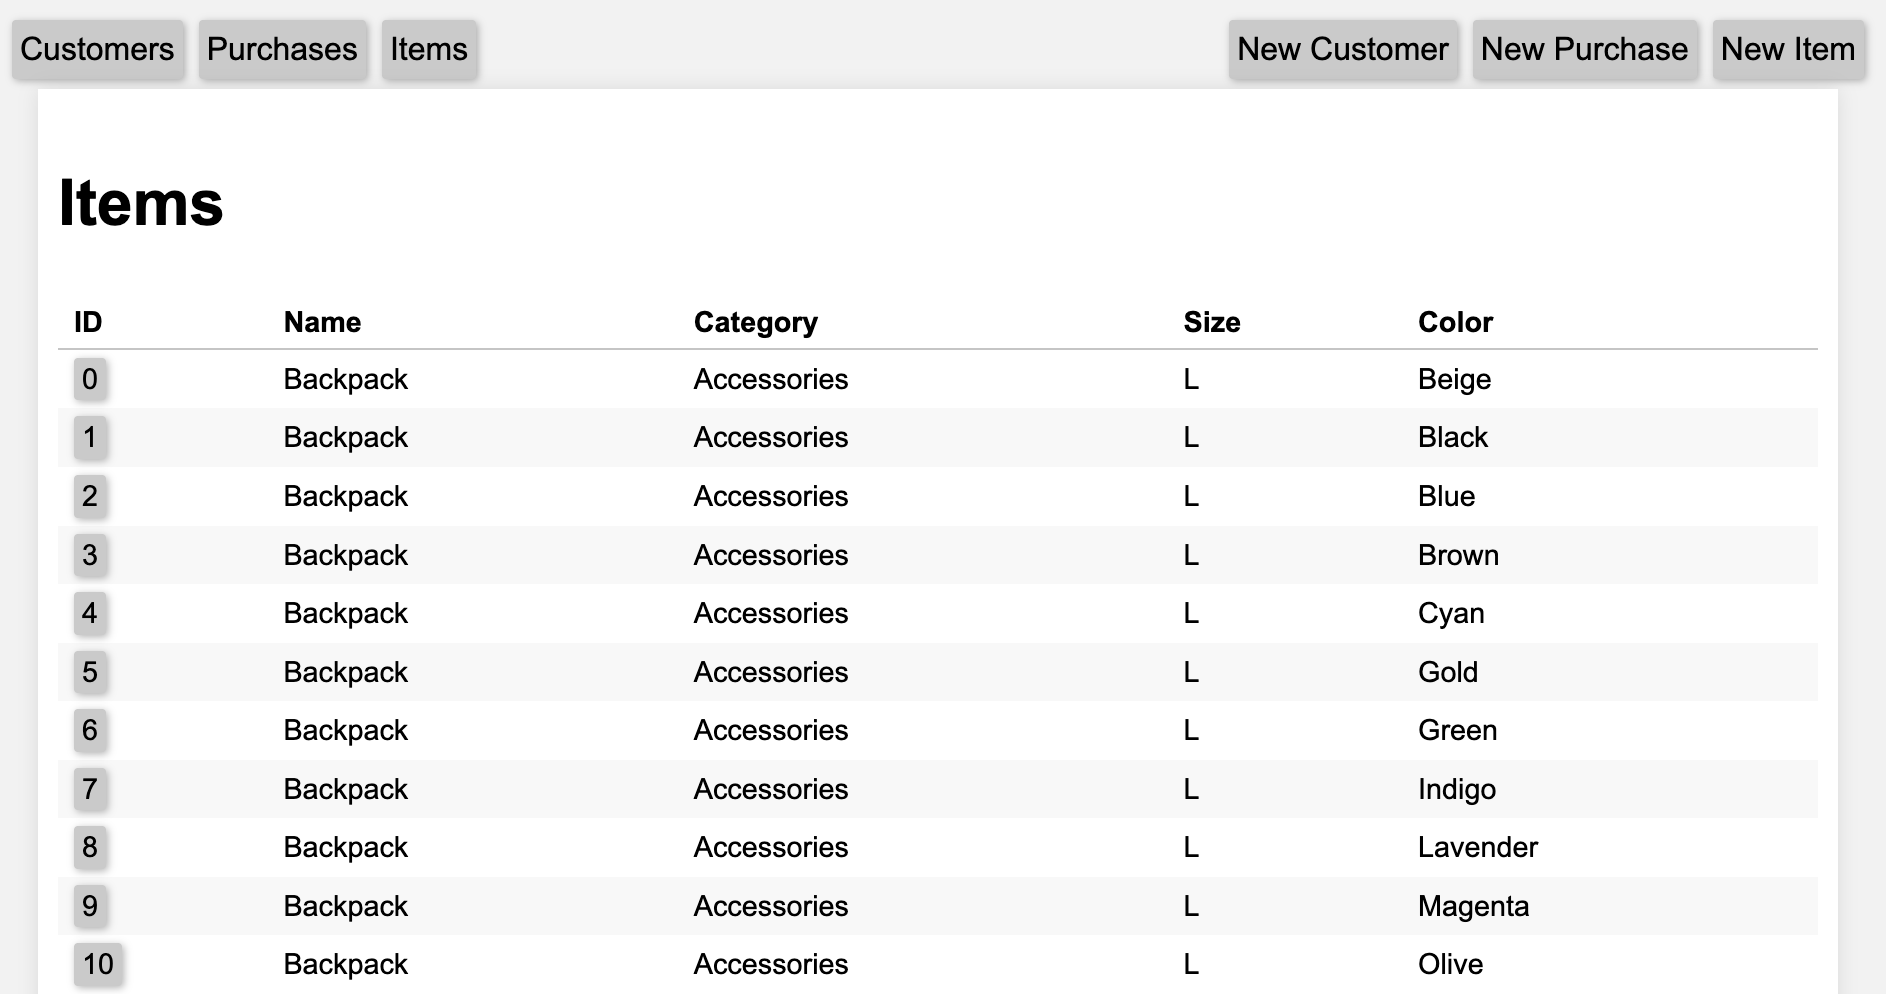 Customers Purchases Items New Customer New Purchase New Item
Items
ID Name Category Size Color
0 Backpack Accessories L Beige
1 Backpack Accessories L Black
2 Backpack Accessories L Blue
3 Backpack Accessories L Brown
4 Backpack Accessories L Cyan
5 Backpack Accessories L Gold
6 Backpack Accessories L Green
7 Backpack Accessories L Indigo
8 Backpack Accessories L Lavender
9 Backpack Accessories L Magenta
10 Backpack Accessories L Olive